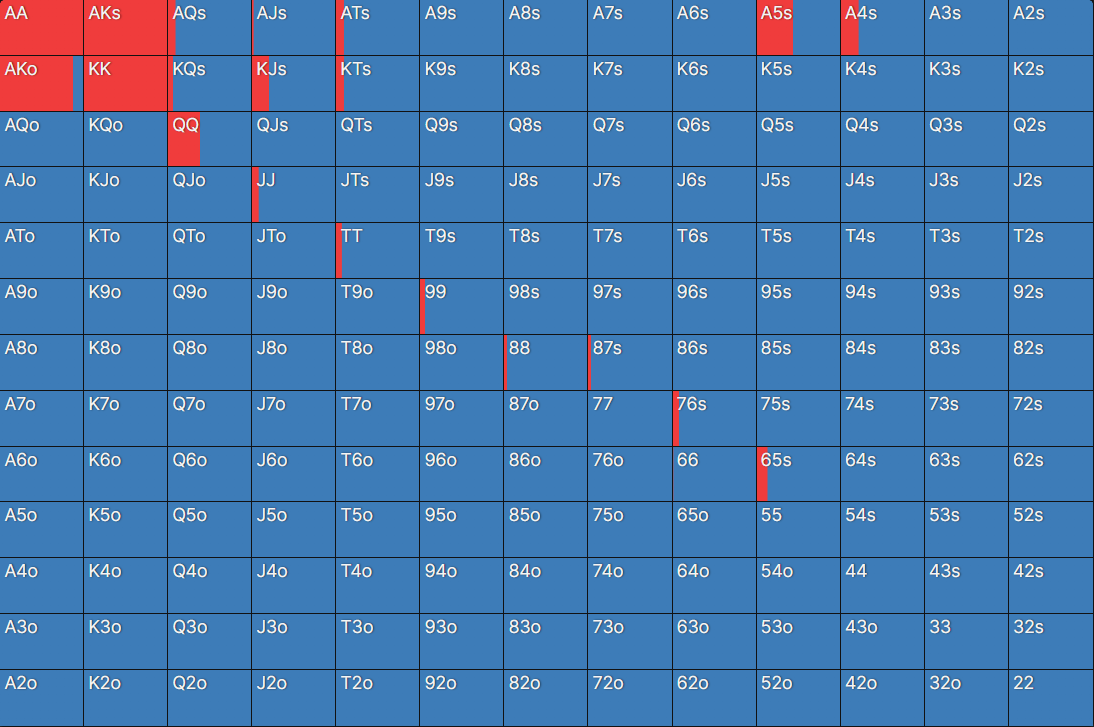 AA AKs AQs AJs ATs A9s A8s A7s A6s A5s A4s A3s A2s
AKo KK KQs KJs KTs K9s K8s K7s K6s K5s K4s K3s K2s
AQo KQo QQ QJs QTs Q9s Q8s Q7s Q6s Q5s Q4s Q3s Q2s
AJo KJo QJo JJ JTs J9s J8s J7s J6s J5s J4s J3s J2s
ATo KTo QTo JTo TT T9s T8s T7s T6s T5s T4s T3s T2s
A9o K9o Q9o J9o T9o 99 98s 97s 96s 95s 94s 93s 92s
A8o K8o Q8o J8o T8o 98o 88 87s 86s 85s 84s 83s 82s
A7o K7o Q7o J7o T7o 97o 87o 77 76s 75s 74s 73s 72s
A6o K6o Q6o J6o T6o 96o 86o 76o 66 65s 64s 63s 62s
A5o K5o Q5o J5o T5o 95o 85o 75o 65o 55 54s 53s 52s
A4o K4o Q4o J4o T4o 94o 84o 74o 64o 54o 44 43s 42s
A3o K3o Q3o J3o T3o 93o 83o 73o 63o 53o 43o 33 32s
A2o K2o Q2o J2o T2o 92o 82o 72o 62o 52o 42o 32o 22